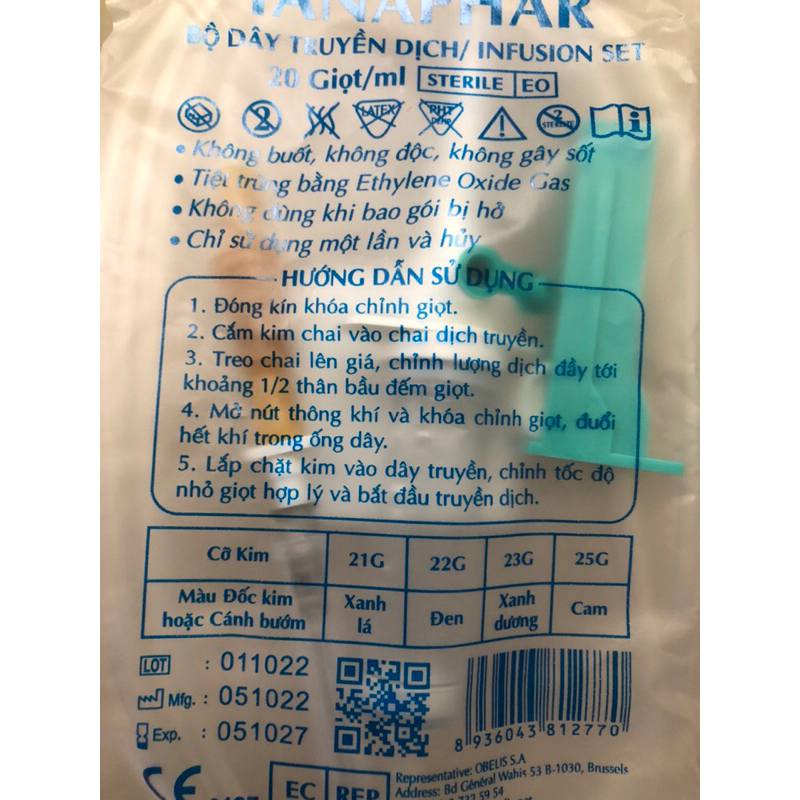 TANAPHAR
BỘ DÂY TRUYỀN DỊCH/ INFUSION SET
20 Giọt/ml STERILE EO
LATEX PHT DEHP 2 STERILIZE i
• Không buốt, không độc, không gây sốt
• Tiệt trùng bằng Ethylene Oxide Gas
• Không dùng khi bao gói bị hở
• Chỉ sử dụng một lần và hủy
HƯỚNG DẪN SỬ DỤNG
1. Đóng kín khóa chỉnh giọt.
2. Cắm kim chai vào chai dịch truyền.
3. Treo chai lên giá, chỉnh lượng dịch đầy tới
khoảng 1/2 thân bầu đếm giọt.
4. Mở nút thông khí và khóa chỉnh giọt, đuổi
hết khí trong ống dây.
5. Lắp chặt kim vào dây truyền, chỉnh tốc độ
nhỏ giọt hợp lý và bắt đầu truyền dịch.
Cỡ Kim 21G 22G 23G 25G
Màu Đốc kim hoặc Cánh bướm Xanh lá Đen Xanh dương Cam
LOT : 011022
Mfg. : 051022
Exp. : 051027
8 936043 812770
CE
EC REP
Representative: OBELIS S.A
Address: Bd Général Wahis 53 B-1030, Brussels